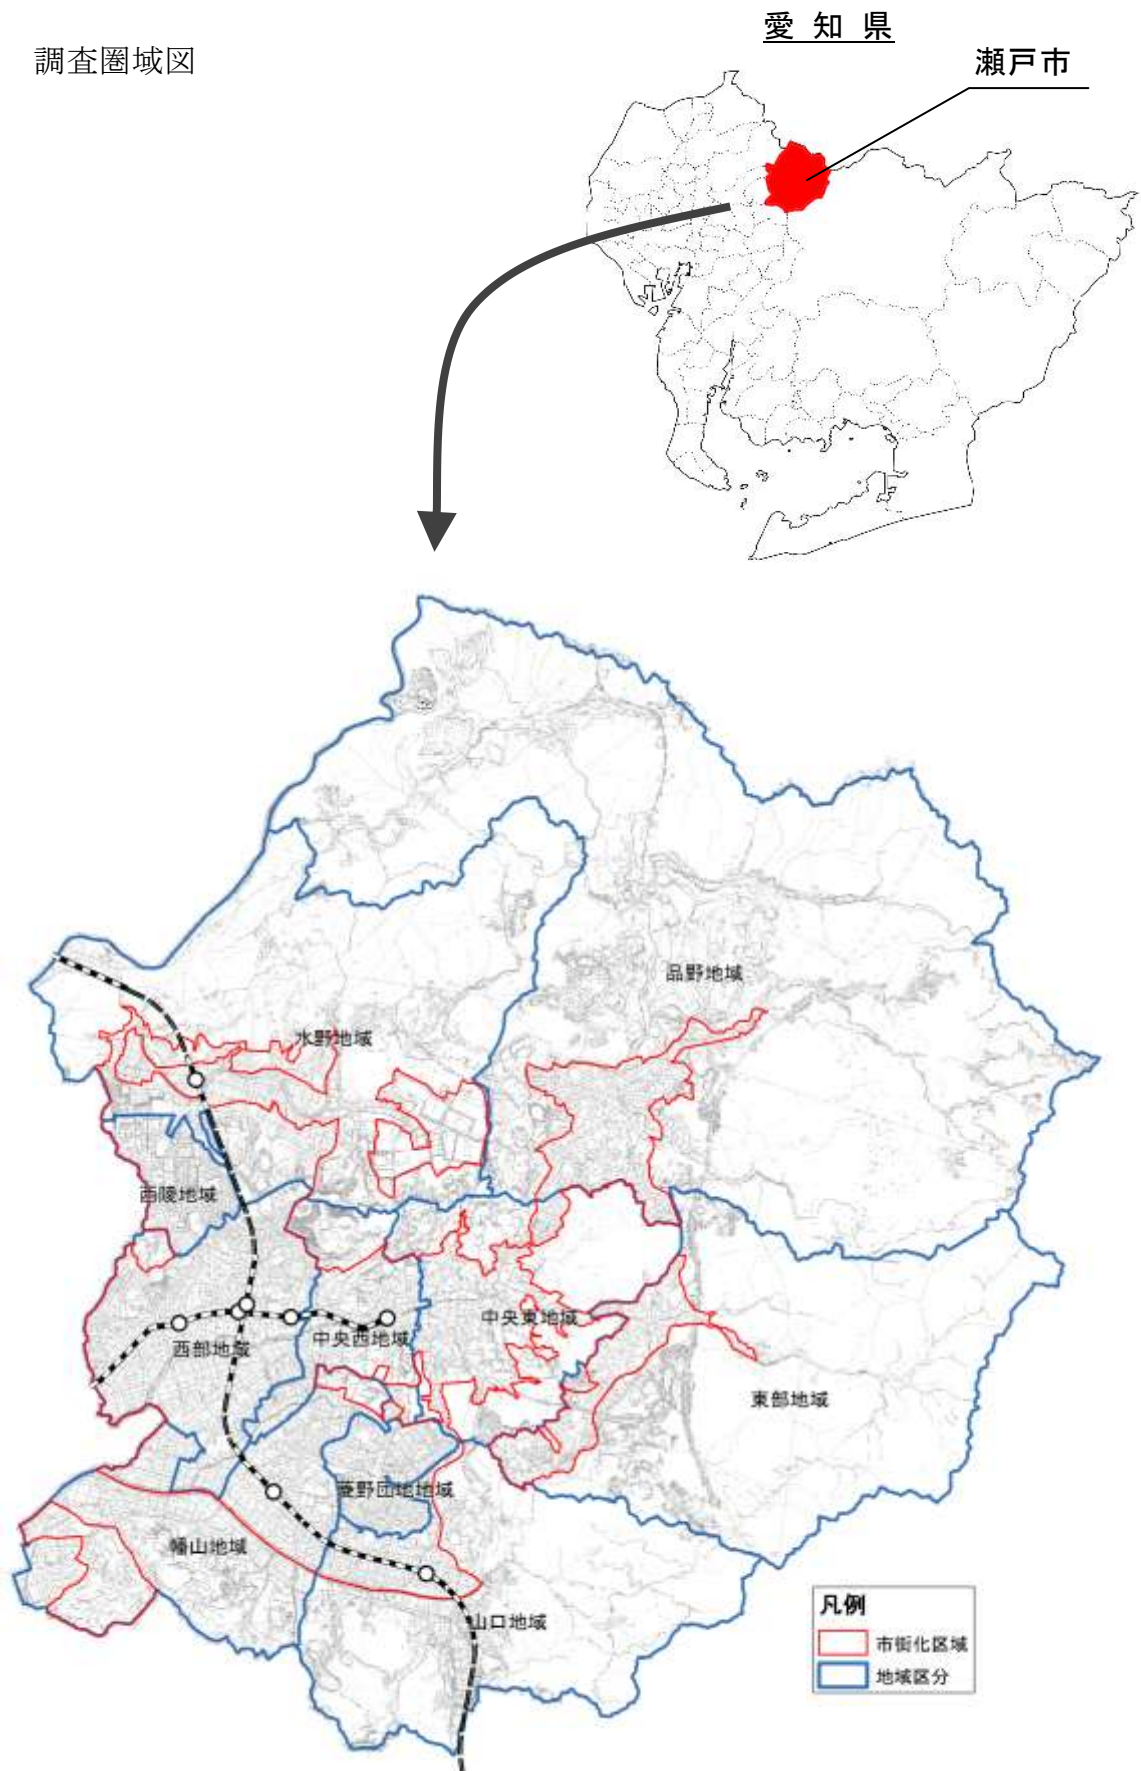 愛知県
調査圏域図
瀬戸市
品野地域
水野地域
西陵地域
中央東地域
中央西地域
西部地域
東部地域
菱野団地地域
幡山地域
山口地域
凡例
市街化区域
地域区分